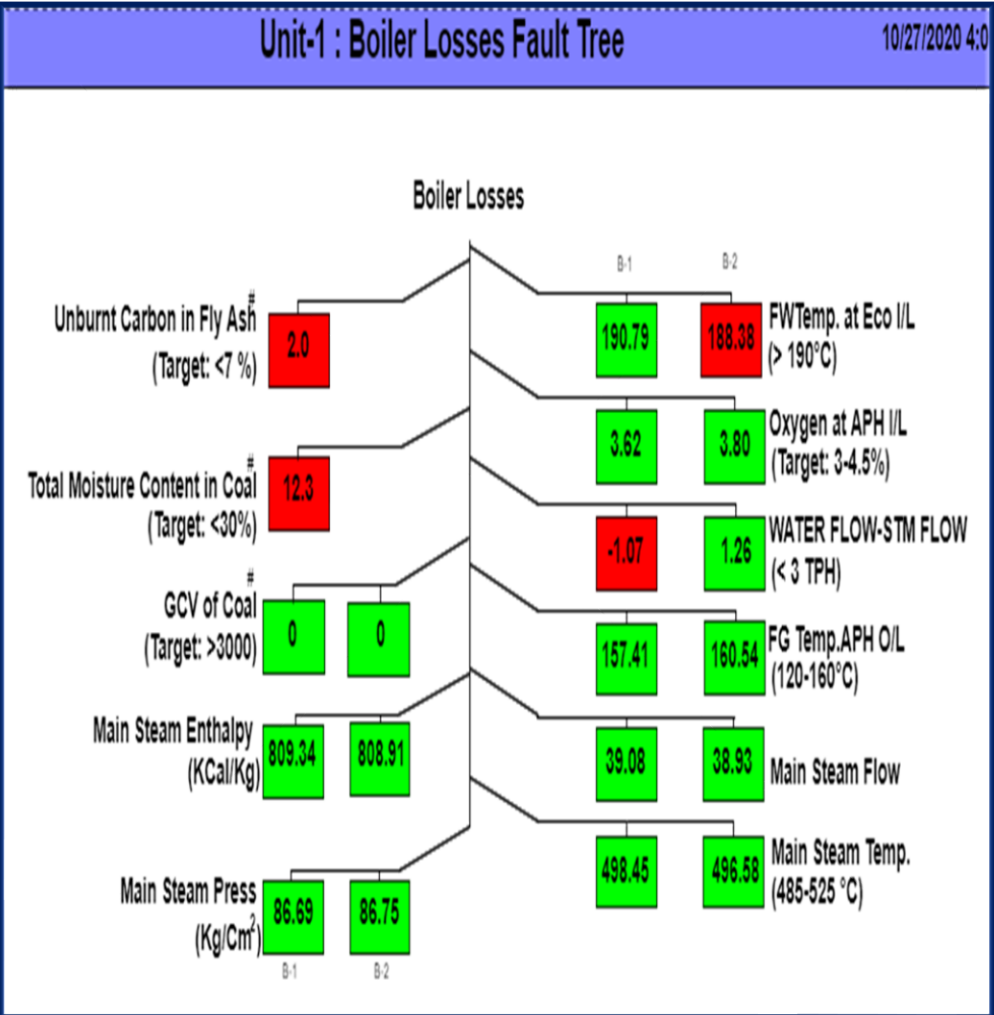 Unit-1 : Boiler Losses Fault Tree
10/27/2020 4:0
Boiler Losses
#
Unburnt Carbon in Fly Ash
(Target: <7 %)
2.0
#
Total Moisture Content in Coal
(Target: <30%)
12.3
#
GCV of Coal
(Target: >3000)
0
0
Main Steam Enthalpy
(KCal/Kg)
809.34
808.91
Main Steam Press
(Kg/Cm²)
86.69
86.75
B-1
B-2
B-1
B-2
190.79
188.38
FWTemp. at Eco I/L
(> 190°C)
3.62
3.80
Oxygen at APH I/L
(Target: 3-4.5%)
-1.07
1.26
WATER FLOW-STM FLOW
(< 3 TPH)
157.41
160.54
FG Temp.APH O/L
(120-160°C)
39.08
38.93
Main Steam Flow
498.45
496.58
Main Steam Temp.
(485-525 °C)